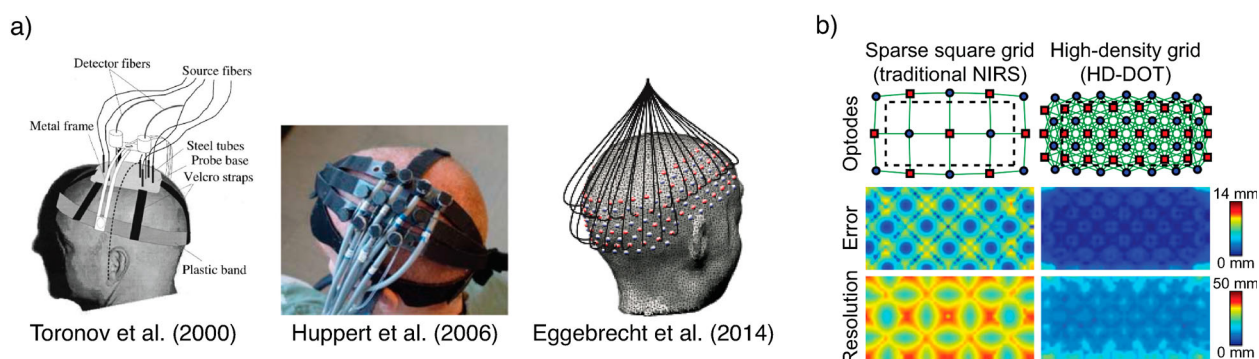 a)
Detector fibers
Source fibers
Metal frame
Steel tubes
Probe base
Velcro straps
Plastic band
Toronov et al. (2000)
Huppert et al. (2006)
Eggebrecht et al. (2014)
b)
Sparse square grid
(traditional NIRS)
High-density grid
(HD-DOT)
Optodes
Error
14 mm
0 mm
Resolution
50 mm
0 mm